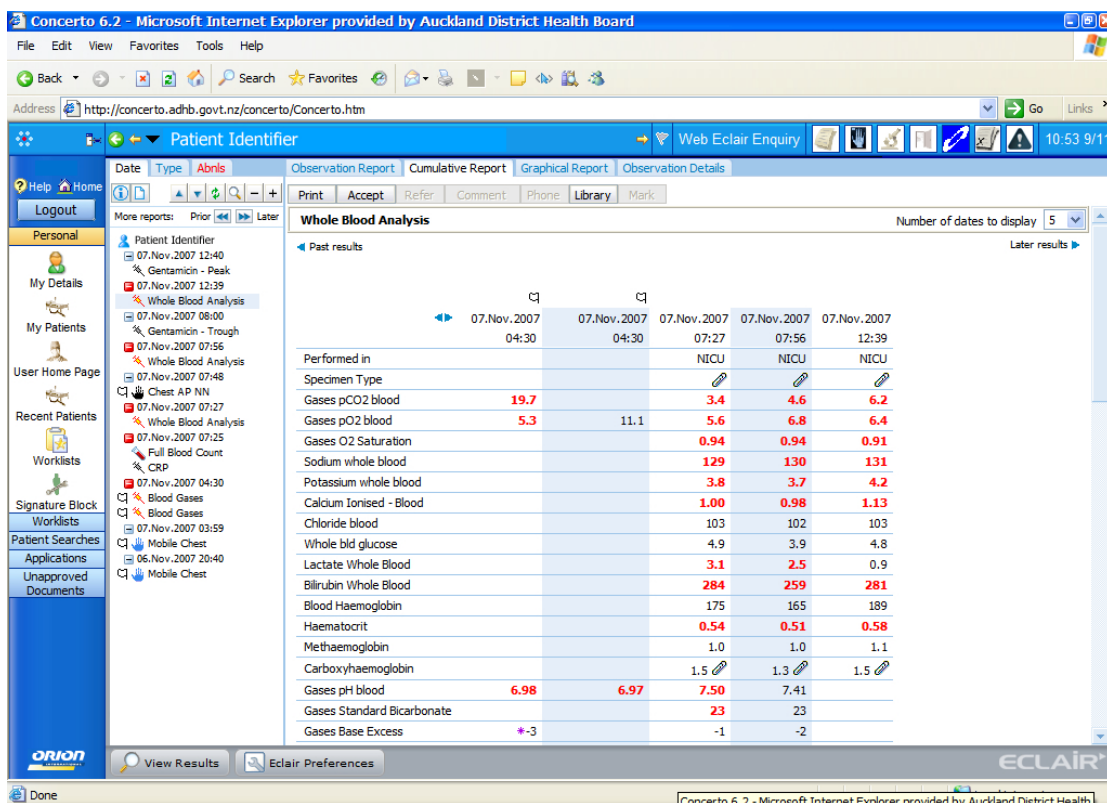 Concerto 6.2 - Microsoft Internet Explorer provided by Auckland District Health Board
File Edit View Favorites Tools Help
Back Search Favorites
Address http://concerto.adhb.govt.nz/concerto/Concerto.htm Go Links
Patient Identifier Web Eclair Enquiry 10:53 9/11
Help Home
Logout
Personal
My Details
My Patients
User Home Page
Recent Patients
Worklists
Signature Block
Worklists
Patient Searches
Applications
Unapproved
Documents
ORION
Date Type Abnls
More reports: Prior Later
Patient Identifier
07.Nov.2007 12:40
Gentamicin - Peak
07.Nov.2007 12:39
Whole Blood Analysis
07.Nov.2007 08:00
Gentamicin - Trough
07.Nov.2007 07:56
Whole Blood Analysis
07.Nov.2007 07:48
Chest AP NN
07.Nov.2007 07:27
Whole Blood Analysis
07.Nov.2007 07:25
Full Blood Count
CRP
07.Nov.2007 04:30
Blood Gases
Blood Gases
07.Nov.2007 03:59
Mobile Chest
06.Nov.2007 20:40
Mobile Chest
Observation Report Cumulative Report Graphical Report Observation Details
Print Accept Refer Comment Phone Library Mark
Whole Blood Analysis Number of dates to display 5
Past results Later results
07.Nov.2007 07.Nov.2007 07.Nov.2007 07.Nov.2007 07.Nov.2007
04:30 04:30 07:27 07:56 12:39
Performed in NICU NICU NICU
Specimen Type
Gases pCO2 blood 19.7 3.4 4.6 6.2
Gases pO2 blood 5.3 11.1 5.6 6.8 6.4
Gases O2 Saturation 0.94 0.94 0.91
Sodium whole blood 129 130 131
Potassium whole blood 3.8 3.7 4.2
Calcium Ionised - Blood 1.00 0.98 1.13
Chloride blood 103 102 103
Whole bld glucose 4.9 3.9 4.8
Lactate Whole Blood 3.1 2.5 0.9
Bilirubin Whole Blood 284 259 281
Blood Haemoglobin 175 165 189
Haematocrit 0.54 0.51 0.58
Methaemoglobin 1.0 1.0 1.1
Carboxyhaemoglobin 1.5 1.3 1.5
Gases pH blood 6.98 6.97 7.50 7.41
Gases Standard Bicarbonate 23 23
Gases Base Excess *-3 -1 -2
View Results Eclair Preferences ECLAIR
Done
Concerto 6.2 - Microsoft Internet Explorer provided by Auckland District Health